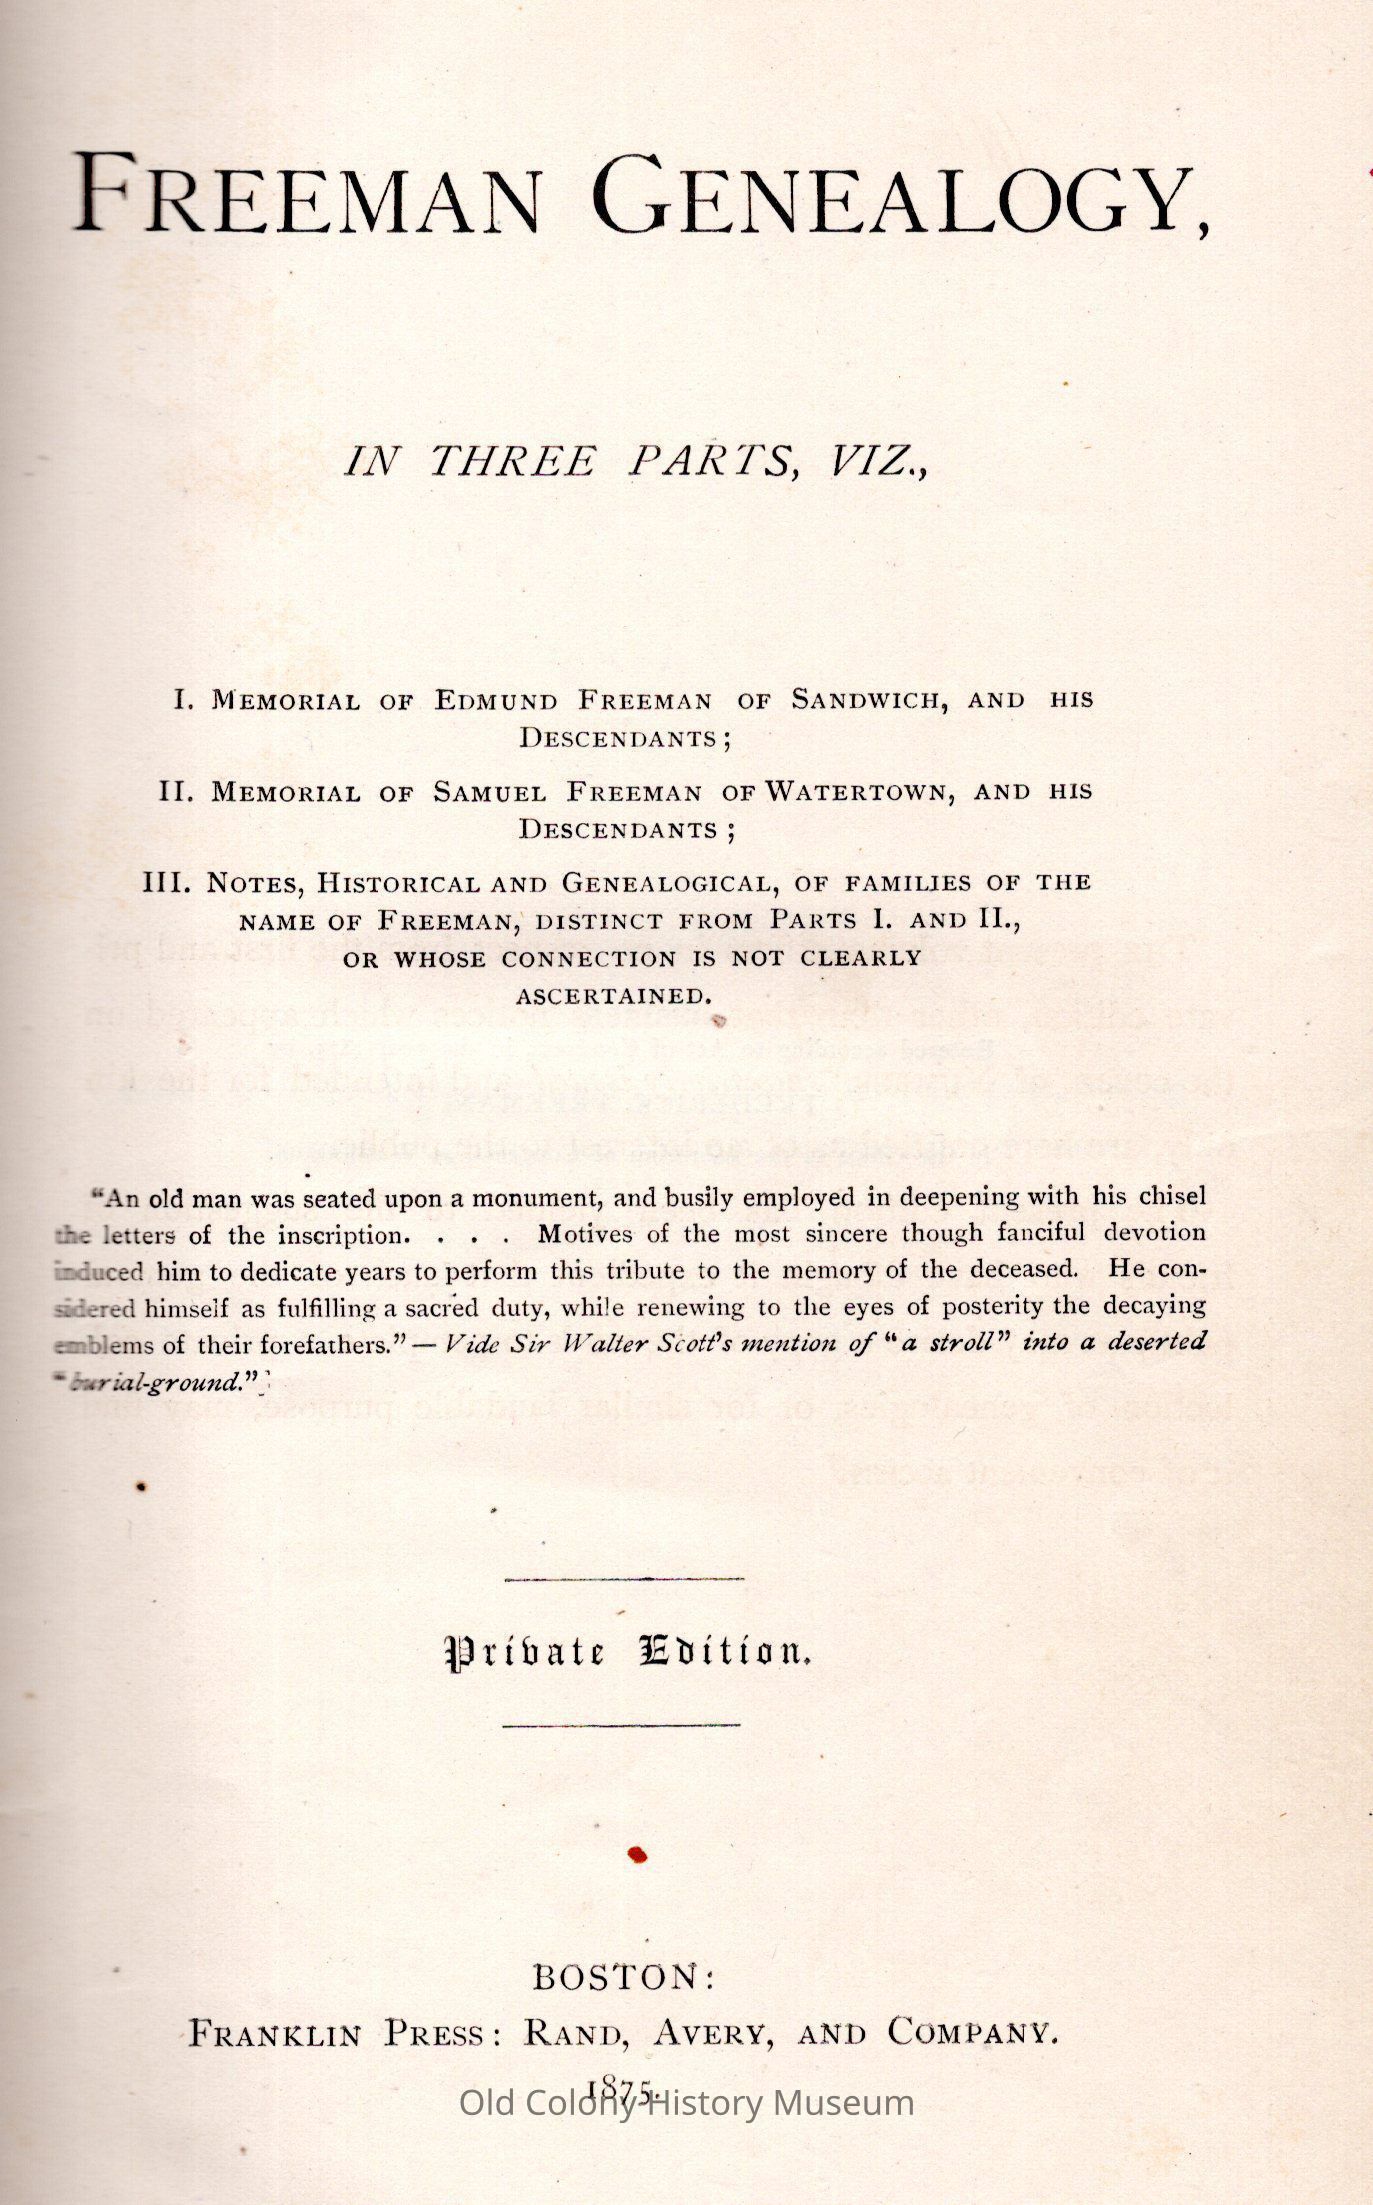 FREEMAN GENEALOGY,
IN THREE PARTS, VIZ.,
I. MEMORIAL OF EDMUND FREEMAN OF SANDWICH, AND HIS
DESCENDANTS;
II. MEMORIAL OF SAMUEL FREEMAN OF WATERTOWN, AND HIS
DESCENDANTS;
III. NOTES, HISTORICAL AND GENEALOGICAL, OF FAMILIES OF THE
NAME OF FREEMAN, DISTINCT FROM PARTS I. AND II.,
OR WHOSE CONNECTION IS NOT CLEARLY
ASCERTAINED.
"An old man was seated upon a monument, and busily employed in deepening with his chisel
the letters of the inscription. . . . Motives of the most sincere though fanciful devotion
induced him to dedicate years to perform this tribute to the memory of the deceased. He con-
sidered himself as fulfilling a sacred duty, while renewing to the eyes of posterity the decaying
emblems of their forefathers." — Vide Sir Walter Scott's mention of "a stroll" into a deserted
"burial-ground."
Private Edition.
BOSTON:
FRANKLIN PRESS: RAND, AVERY, AND COMPANY.
1875.
Old Colony History Museum